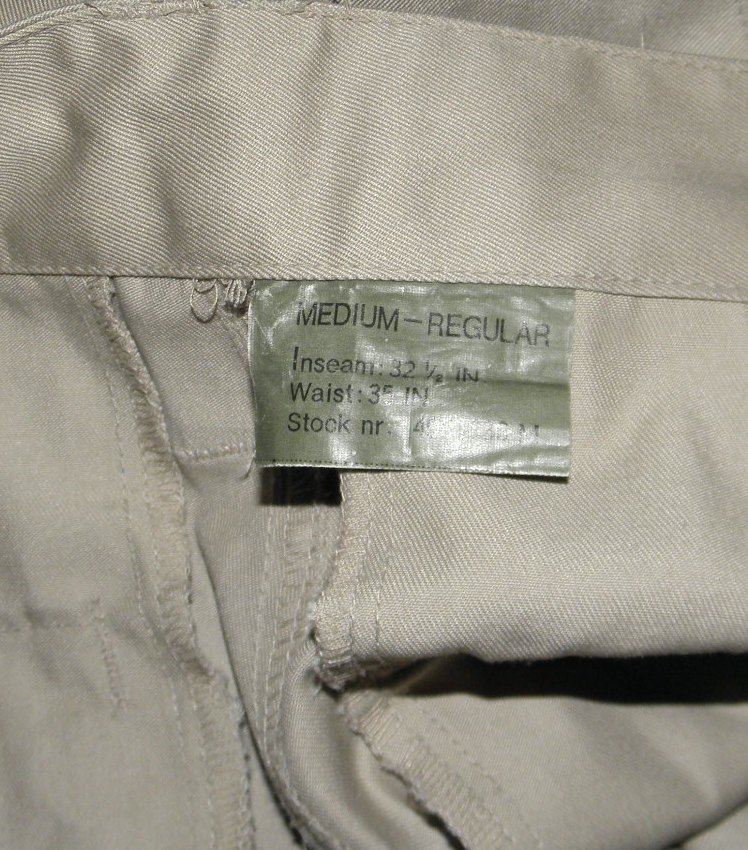 MEDIUM-REGULAR
Inseam: 32 ½ IN
Waist: 35 IN
Stock nr: